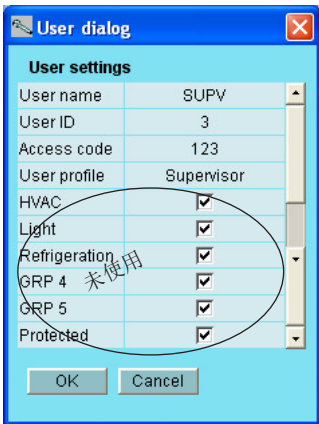 User dialog
User settings
User name SUPV
User ID 3
Access code 123
User profile Supervisor
HVAC
Light
Refrigeration
GRP 4
未使用
GRP 5
Protected
OK Cancel